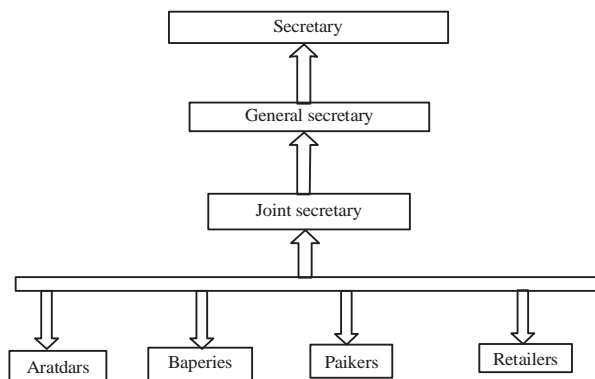 Secretary
General secretary
Joint secretary
Aratdars
Baperies
Paikers
Retailers